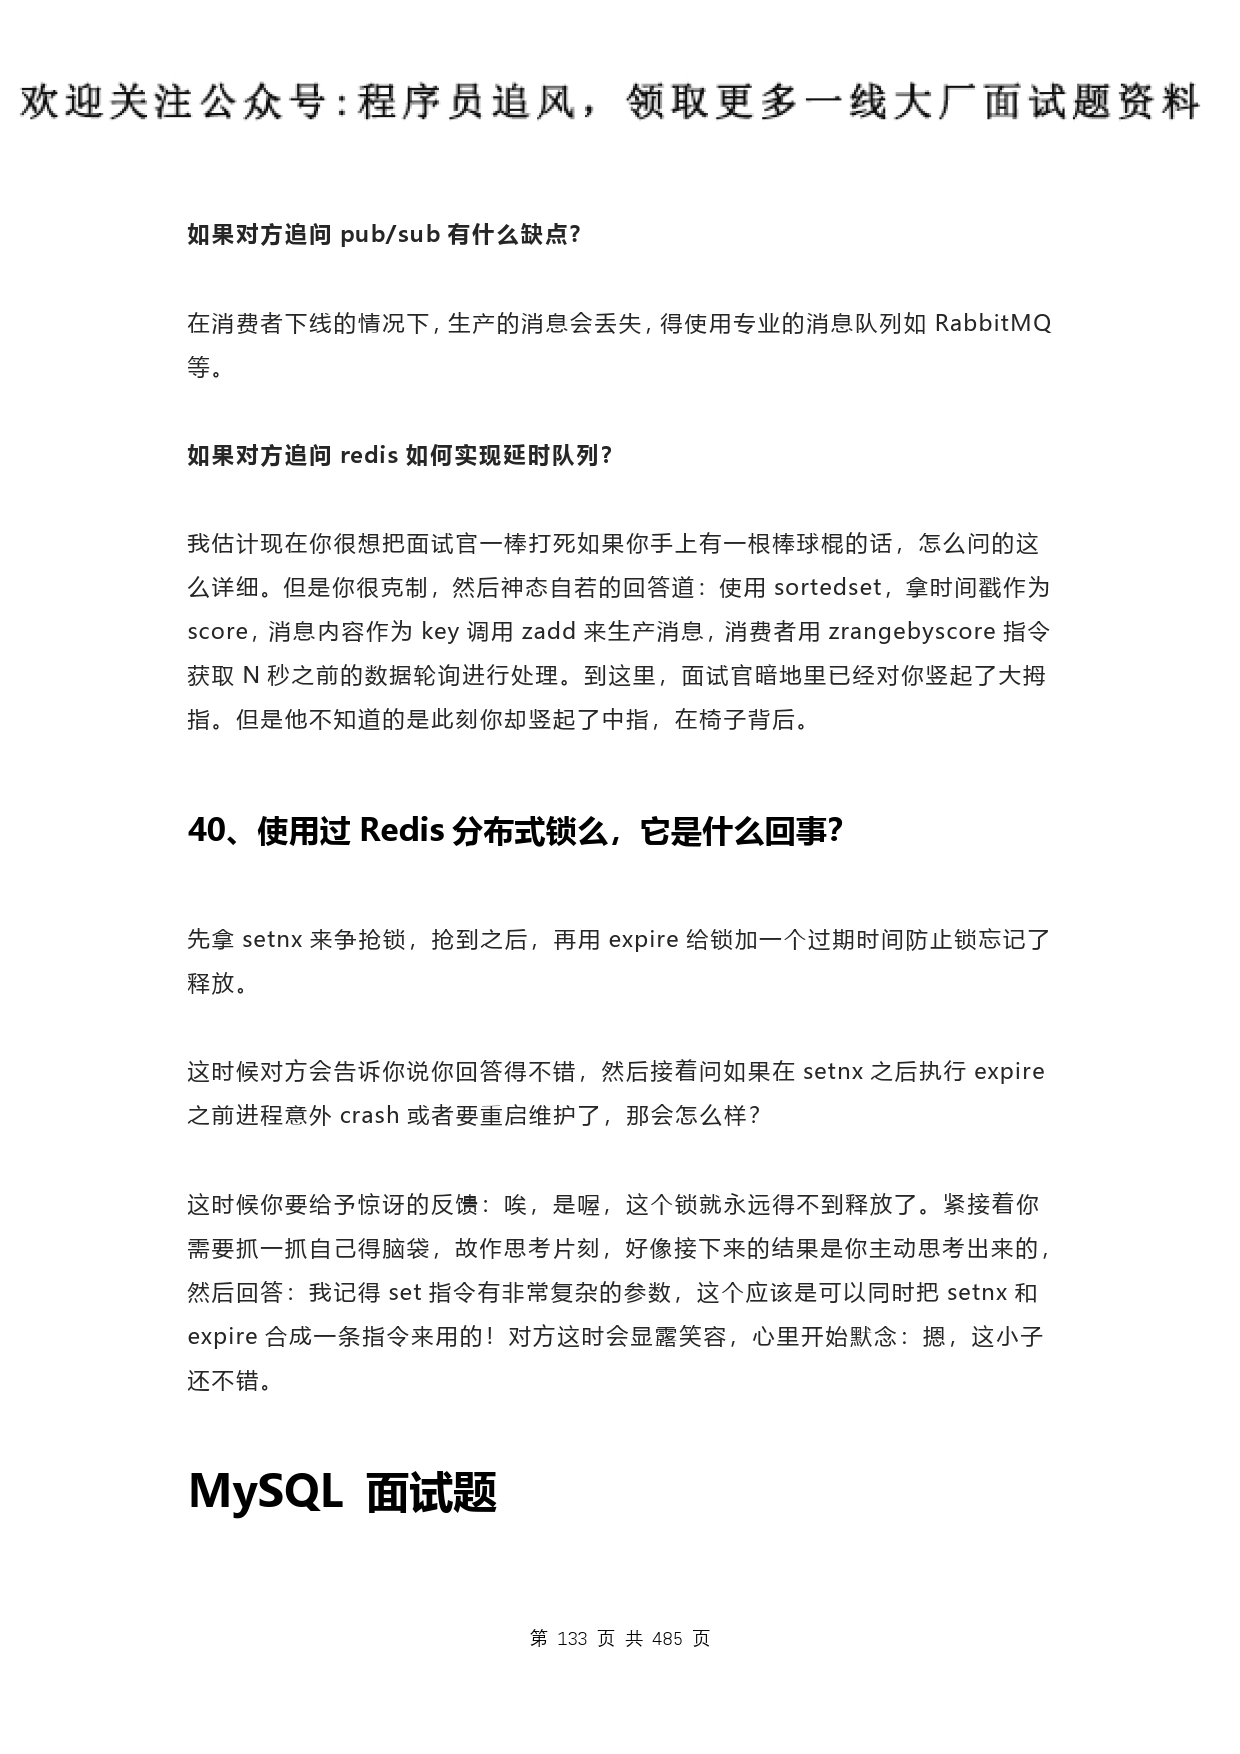 欢迎关注公众号:程序员追风，领取更多一线大厂面试题资料
如果对方追问 pub/sub 有什么缺点？
在消费者下线的情况下，生产的消息会丢失，得使用专业的消息队列如 RabbitMQ
等。
如果对方追问 redis 如何实现延时队列？
我估计现在你很想把面试官一棒打死如果你手上有一根棒球棍的话，怎么问的这
么详细。但是你很克制，然后神态自若的回答道：使用 sortedset，拿时间戳作为
score，消息内容作为 key 调用 zadd 来生产消息，消费者用 zrangebyscore 指令
获取 N 秒之前的数据轮询进行处理。到这里，面试官暗地里已经对你竖起了大拇
指。但是他不知道的是此刻你却竖起了中指，在椅子背后。
40、使用过 Redis 分布式锁么，它是什么回事？
先拿 setnx 来争抢锁，抢到之后，再用 expire 给锁加一个过期时间防止锁忘记了
释放。
这时候对方会告诉你说你回答得不错，然后接着问如果在 setnx 之后执行 expire
之前进程意外 crash 或者要重启维护了，那会怎么样？
这时候你要给予惊讶的反馈：唉，是喔，这个锁就永远得不到释放了。紧接着你
需要抓一抓自己得脑袋，故作思考片刻，好像接下来的结果是你主动思考出来的，
然后回答：我记得 set 指令有非常复杂的参数，这个应该是可以同时把 setnx 和
expire 合成一条指令来用的！对方这时会显露笑容，心里开始默念：摁，这小子
还不错。
MySQL 面试题
第 133 页 共 485 页